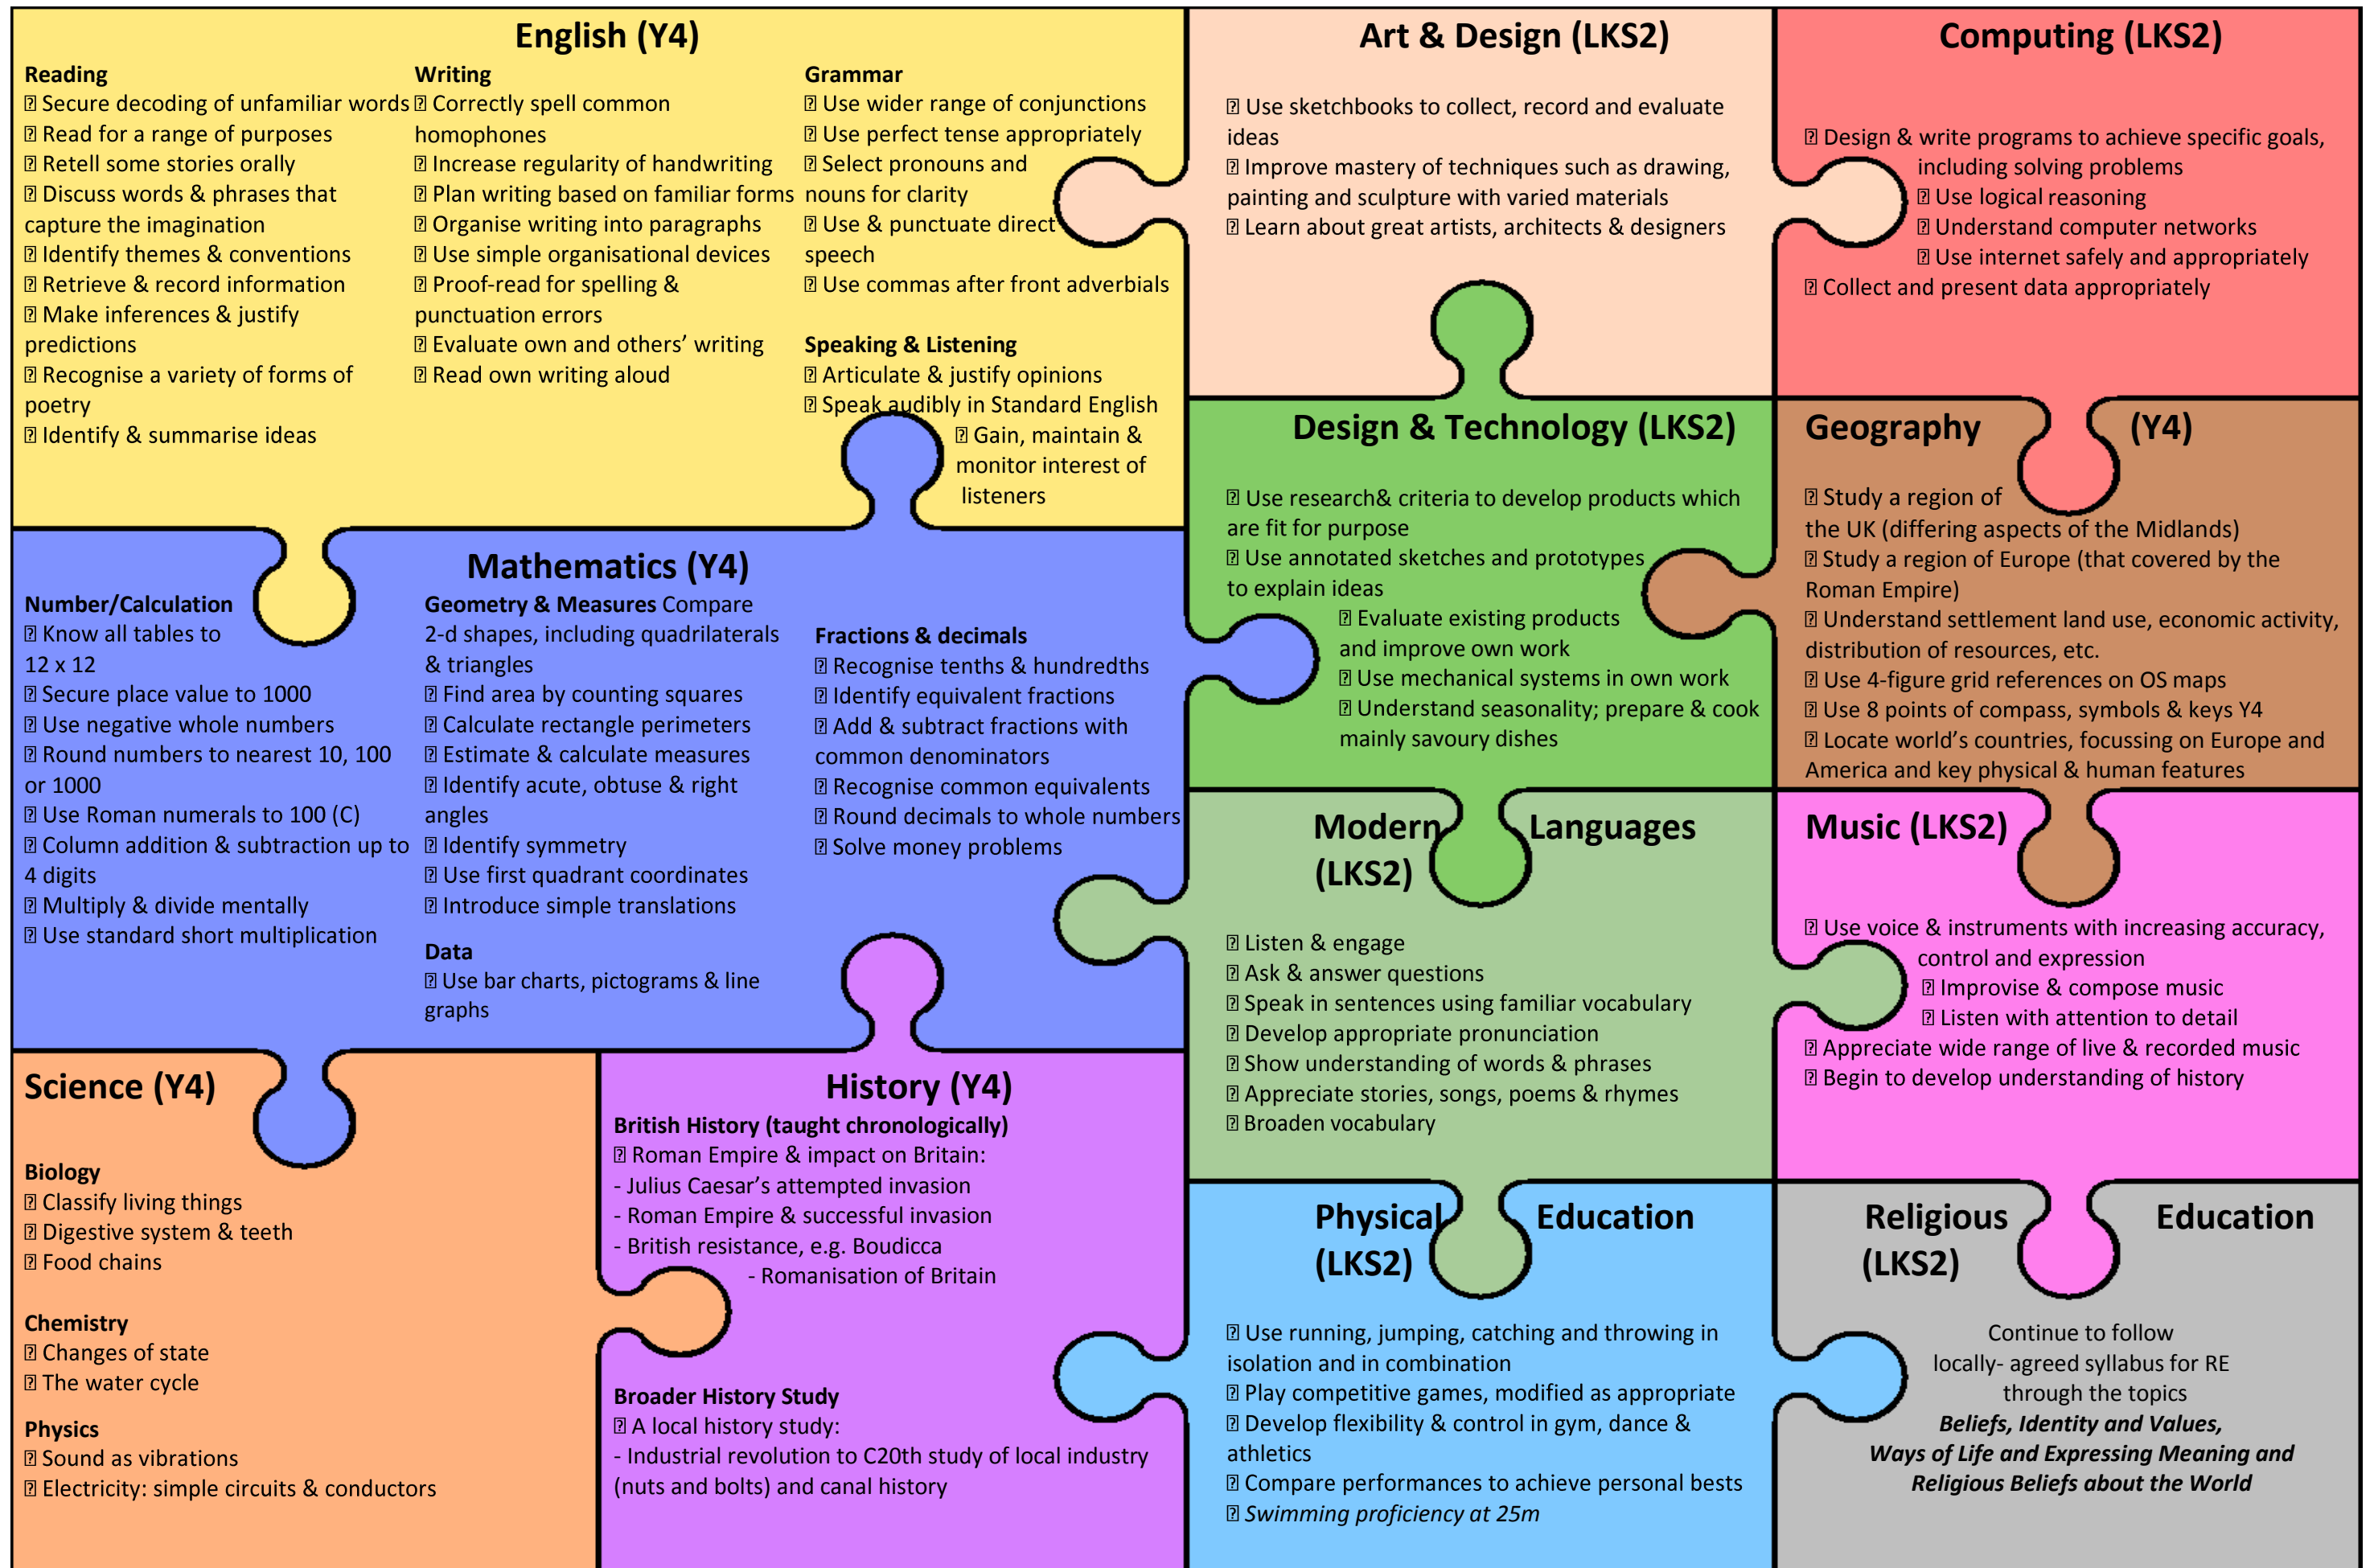 English (Y4)
Reading
⍰ Secure decoding of unfamiliar words
⍰ Read for a range of purposes
⍰ Retell some stories orally
⍰ Discuss words & phrases that
capture the imagination
⍰ Identify themes & conventions
⍰ Retrieve & record information
⍰ Make inferences & justify
predictions
⍰ Recognise a variety of forms of
poetry
⍰ Identify & summarise ideas
Writing
⍰ Correctly spell common
homophones
⍰ Increase regularity of handwriting
⍰ Plan writing based on familiar forms
⍰ Organise writing into paragraphs
⍰ Use simple organisational devices
⍰ Proof-read for spelling &
punctuation errors
⍰ Evaluate own and others’ writing
⍰ Read own writing aloud
Grammar
⍰ Use wider range of conjunctions
⍰ Use perfect tense appropriately
⍰ Select pronouns and
nouns for clarity
⍰ Use & punctuate direct
speech
⍰ Use commas after front adverbials
Speaking & Listening
⍰ Articulate & justify opinions
⍰ Speak audibly in Standard English
⍰ Gain, maintain &
monitor interest of
listeners
Art & Design (LKS2)
⍰ Use sketchbooks to collect, record and evaluate
ideas
⍰ Improve mastery of techniques such as drawing,
painting and sculpture with varied materials
⍰ Learn about great artists, architects & designers
Computing (LKS2)
⍰ Design & write programs to achieve specific goals,
including solving problems
⍰ Use logical reasoning
⍰ Understand computer networks
⍰ Use internet safely and appropriately
⍰ Collect and present data appropriately
Mathematics (Y4)
Number/Calculation
⍰ Know all tables to
12 x 12
⍰ Secure place value to 1000
⍰ Use negative whole numbers
⍰ Round numbers to nearest 10, 100
or 1000
⍰ Use Roman numerals to 100 (C)
⍰ Column addition & subtraction up to
4 digits
⍰ Multiply & divide mentally
⍰ Use standard short multiplication
Geometry & Measures Compare
2-d shapes, including quadrilaterals
& triangles
⍰ Find area by counting squares
⍰ Calculate rectangle perimeters
⍰ Estimate & calculate measures
⍰ Identify acute, obtuse & right
angles
⍰ Identify symmetry
⍰ Use first quadrant coordinates
⍰ Introduce simple translations
Data
⍰ Use bar charts, pictograms & line
graphs
Fractions & decimals
⍰ Recognise tenths & hundredths
⍰ Identify equivalent fractions
⍰ Add & subtract fractions with
common denominators
⍰ Recognise common equivalents
⍰ Round decimals to whole numbers
⍰ Solve money problems
Design & Technology (LKS2)
⍰ Use research& criteria to develop products which
are fit for purpose
⍰ Use annotated sketches and prototypes
to explain ideas
⍰ Evaluate existing products
and improve own work
⍰ Use mechanical systems in own work
⍰ Understand seasonality; prepare & cook
mainly savoury dishes
Geography (Y4)
⍰ Study a region of
the UK (differing aspects of the Midlands)
⍰ Study a region of Europe (that covered by the
Roman Empire)
⍰ Understand settlement land use, economic activity,
distribution of resources, etc.
⍰ Use 4-figure grid references on OS maps
⍰ Use 8 points of compass, symbols & keys Y4
⍰ Locate world’s countries, focussing on Europe and
America and key physical & human features
Modern Languages
(LKS2)
⍰ Listen & engage
⍰ Ask & answer questions
⍰ Speak in sentences using familiar vocabulary
⍰ Develop appropriate pronunciation
⍰ Show understanding of words & phrases
⍰ Appreciate stories, songs, poems & rhymes
⍰ Broaden vocabulary
Music (LKS2)
⍰ Use voice & instruments with increasing accuracy,
control and expression
⍰ Improvise & compose music
⍰ Listen with attention to detail
⍰ Appreciate wide range of live & recorded music
⍰ Begin to develop understanding of history
Science (Y4)
Biology
⍰ Classify living things
⍰ Digestive system & teeth
⍰ Food chains
Chemistry
⍰ Changes of state
⍰ The water cycle
Physics
⍰ Sound as vibrations
⍰ Electricity: simple circuits & conductors
History (Y4)
British History (taught chronologically)
⍰ Roman Empire & impact on Britain:
- Julius Caesar’s attempted invasion
- Roman Empire & successful invasion
- British resistance, e.g. Boudicca
- Romanisation of Britain
Broader History Study
⍰ A local history study:
- Industrial revolution to C20th study of local industry
(nuts and bolts) and canal history
Physical Education
(LKS2)
⍰ Use running, jumping, catching and throwing in
isolation and in combination
⍰ Play competitive games, modified as appropriate
⍰ Develop flexibility & control in gym, dance &
athletics
⍰ Compare performances to achieve personal bests
⍰ Swimming proficiency at 25m
Religious Education
(LKS2)
Continue to follow
locally- agreed syllabus for RE
through the topics
Beliefs, Identity and Values,
Ways of Life and Expressing Meaning and
Religious Beliefs about the World